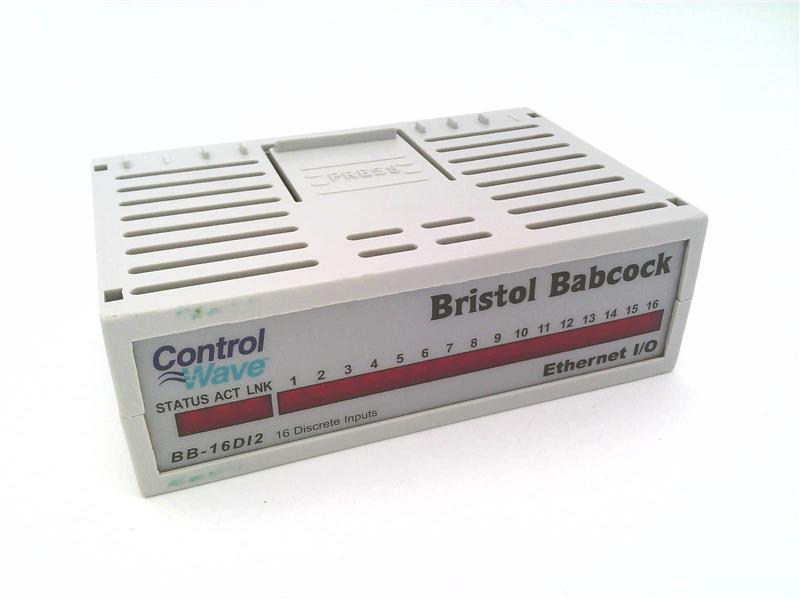 PRESS
Bristol Babcock
Control
Wave
1 2 3 4 5 6 7 8 9 10 11 12 13 14 15 16
STATUS ACT LNK
Ethernet I/O
BB-16DI2 16 Discrete Inputs